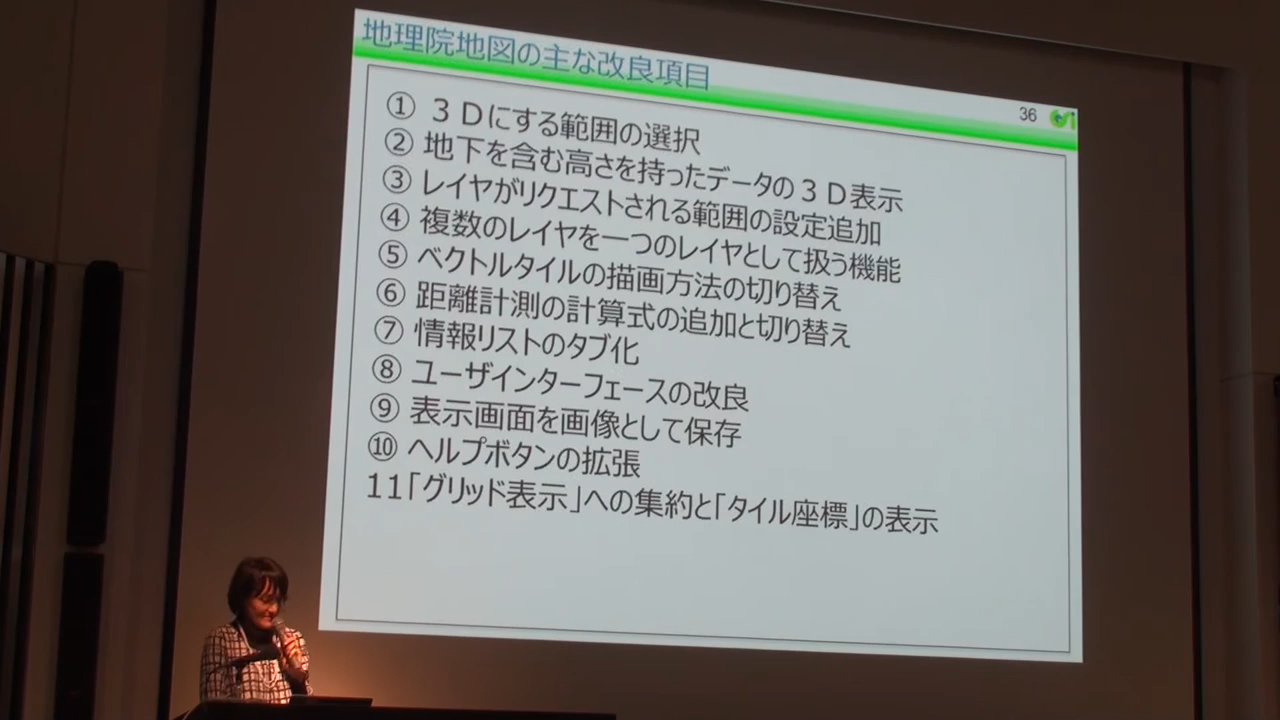 地理院地図の主な改良項目
36
① ３Ｄにする範囲の選択
② 地下を含む高さを持ったデータの３Ｄ表示
③ レイヤがリクエストされる範囲の設定追加
④ 複数のレイヤを一つのレイヤとして扱う機能
⑤ ベクトルタイルの描画方法の切り替え
⑥ 距離計測の計算式の追加と切り替え
⑦ 情報リストのタブ化
⑧ ユーザインターフェースの改良
⑨ 表示画面を画像として保存
⑩ ヘルプボタンの拡張
11「グリッド表示」への集約と「タイル座標」の表示